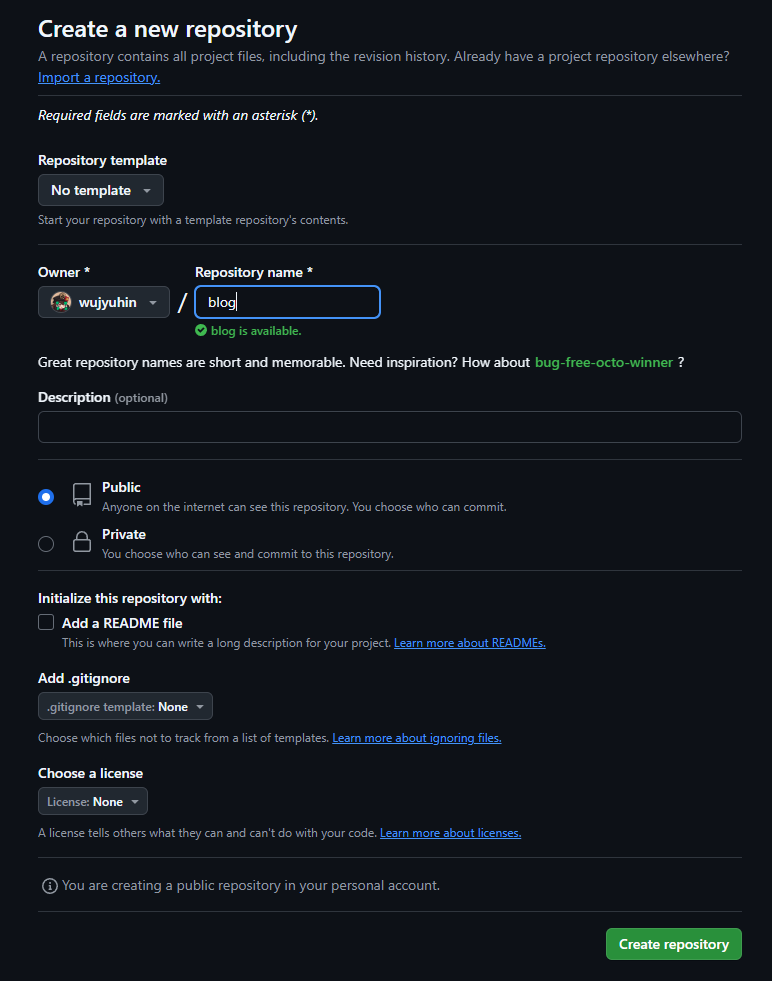 Create a new repository
A repository contains all project files, including the revision history. Already have a project repository elsewhere?
Import a repository.
Required fields are marked with an asterisk (*).
Repository template
No template
Start your repository with a template repository's contents.
Owner *
Repository name *
wujyuhin
/
blog
blog is available.
Great repository names are short and memorable. Need inspiration? How about bug-free-octo-winner ?
Description (optional)
Public
Anyone on the internet can see this repository. You choose who can commit.
Private
You choose who can see and commit to this repository.
Initialize this repository with:
Add a README file
This is where you can write a long description for your project. Learn more about READMEs.
Add .gitignore
.gitignore template: None
Choose which files not to track from a list of templates. Learn more about ignoring files.
Choose a license
License: None
A license tells others what they can and can't do with your code. Learn more about licenses.
You are creating a public repository in your personal account.
Create repository